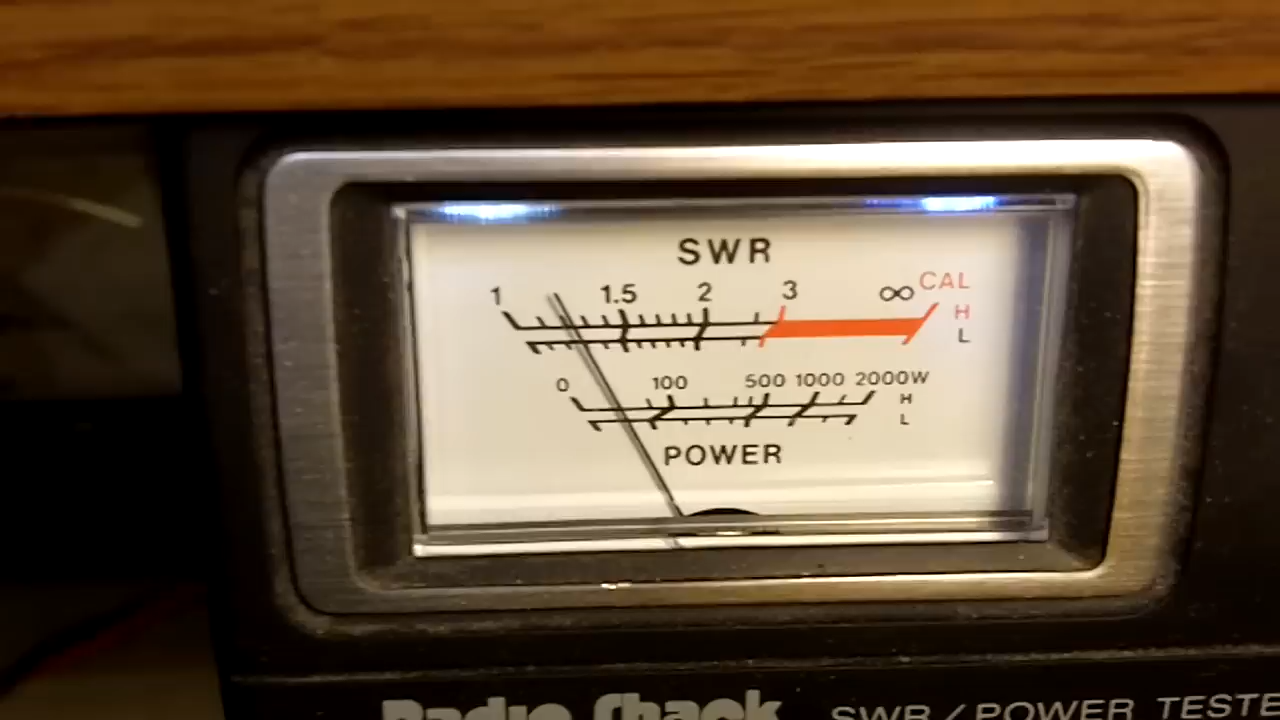 SWR
1 1.5 2 3 ∞ CAL
H
L
0 100 500 1000 2000W
H
L
POWER
Radio Shack SWR / POWER TESTE